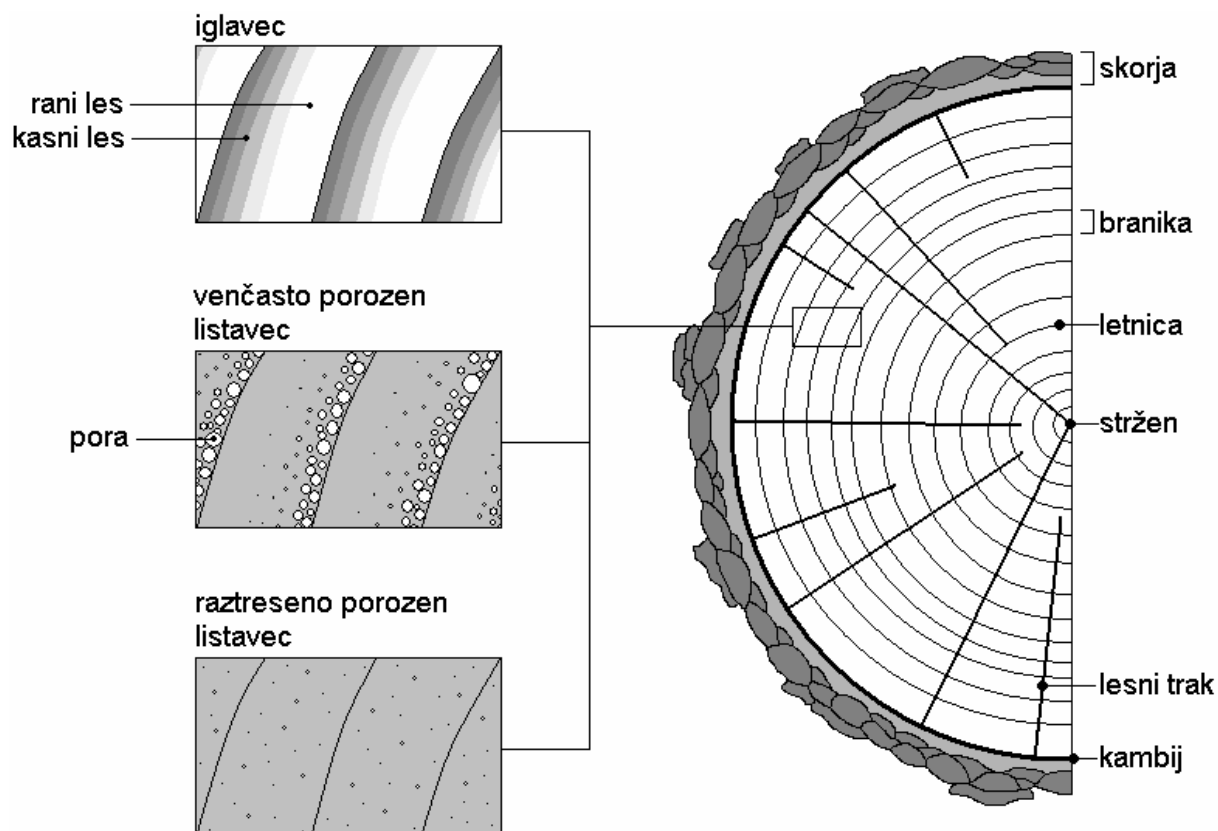 iglavec
rani les
kasni les
venčasto porozen
listavec
pora
raztreseno porozen
listavec
skorja
branika
letnica
stržen
lesni trak
kambij